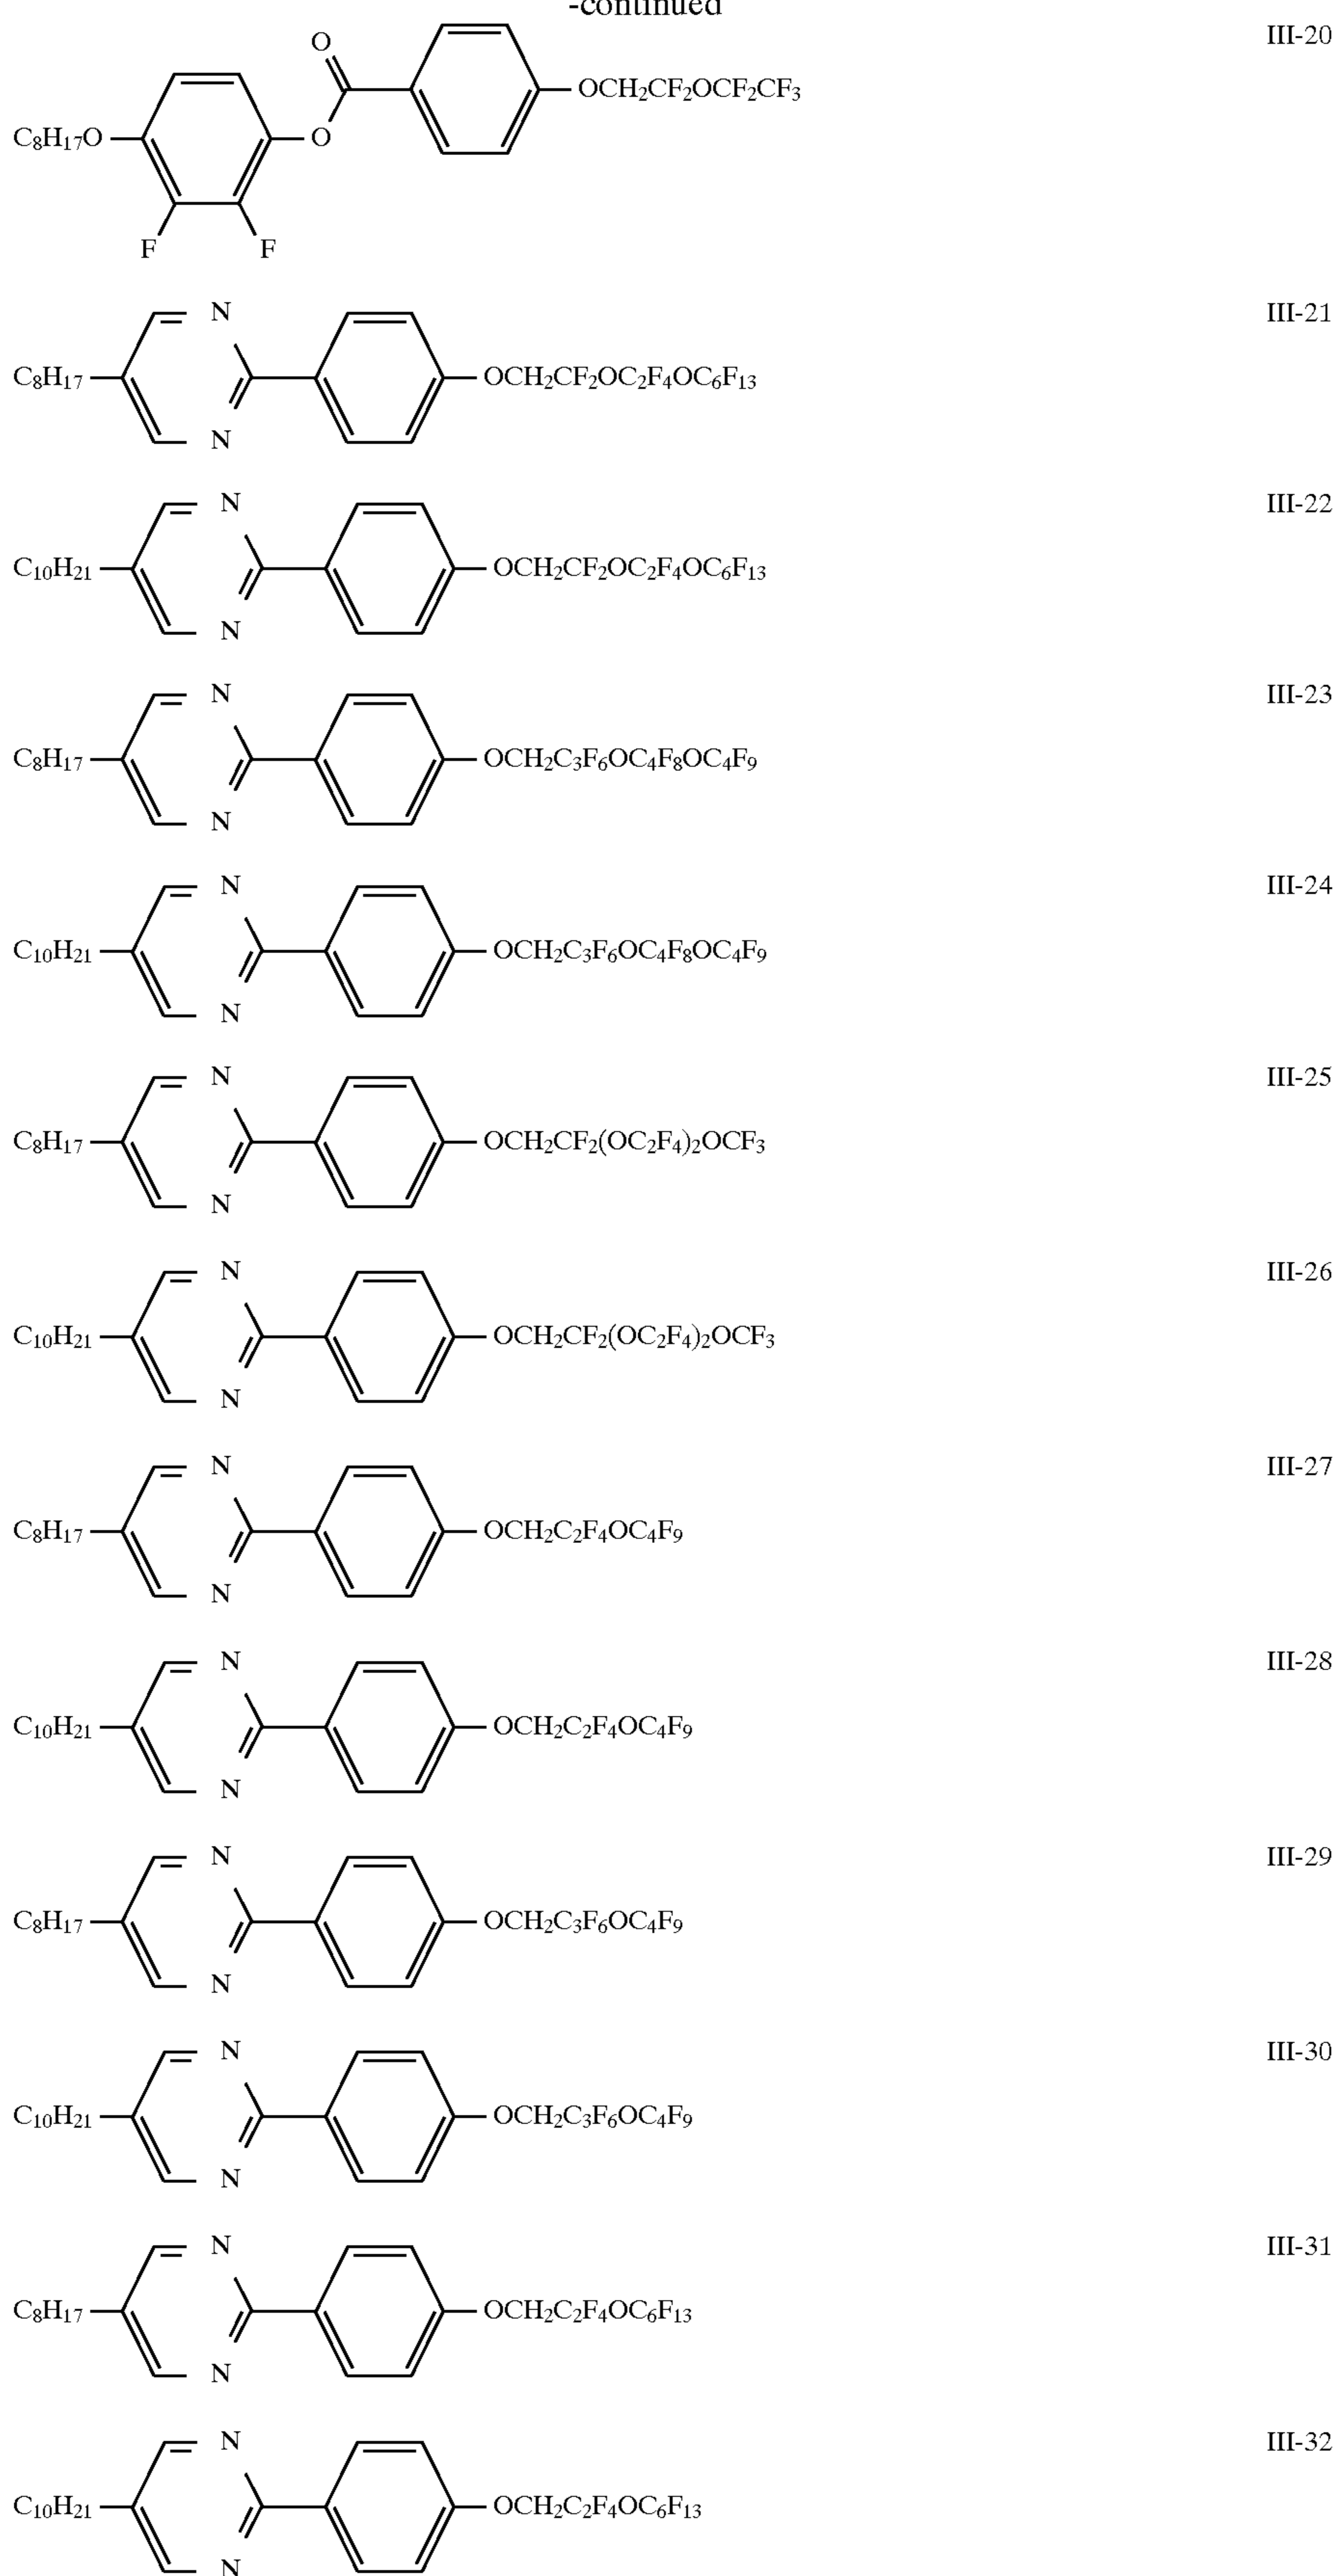 -continued
III-20
O
OCH₂CF₂OCF₂CF₃
C₈H₁₇O
O
F
F
III-21
N
C₈H₁₇
OCH₂CF₂OC₂F₄OC₆F₁₃
N
III-22
N
C₁₀H₂₁
OCH₂CF₂OC₂F₄OC₆F₁₃
N
III-23
N
C₈H₁₇
OCH₂C₃F₆OC₄F₈OC₄F₉
N
III-24
N
C₁₀H₂₁
OCH₂C₃F₆OC₄F₈OC₄F₉
N
III-25
N
C₈H₁₇
OCH₂CF₂(OC₂F₄)₂OCF₃
N
III-26
N
C₁₀H₂₁
OCH₂CF₂(OC₂F₄)₂OCF₃
N
III-27
N
C₈H₁₇
OCH₂C₂F₄OC₄F₉
N
III-28
N
C₁₀H₂₁
OCH₂C₂F₄OC₄F₉
N
III-29
N
C₈H₁₇
OCH₂C₃F₆OC₄F₉
N
III-30
N
C₁₀H₂₁
OCH₂C₃F₆OC₄F₉
N
III-31
N
C₈H₁₇
OCH₂C₂F₄OC₆F₁₃
N
III-32
N
C₁₀H₂₁
OCH₂C₂F₄OC₆F₁₃
N